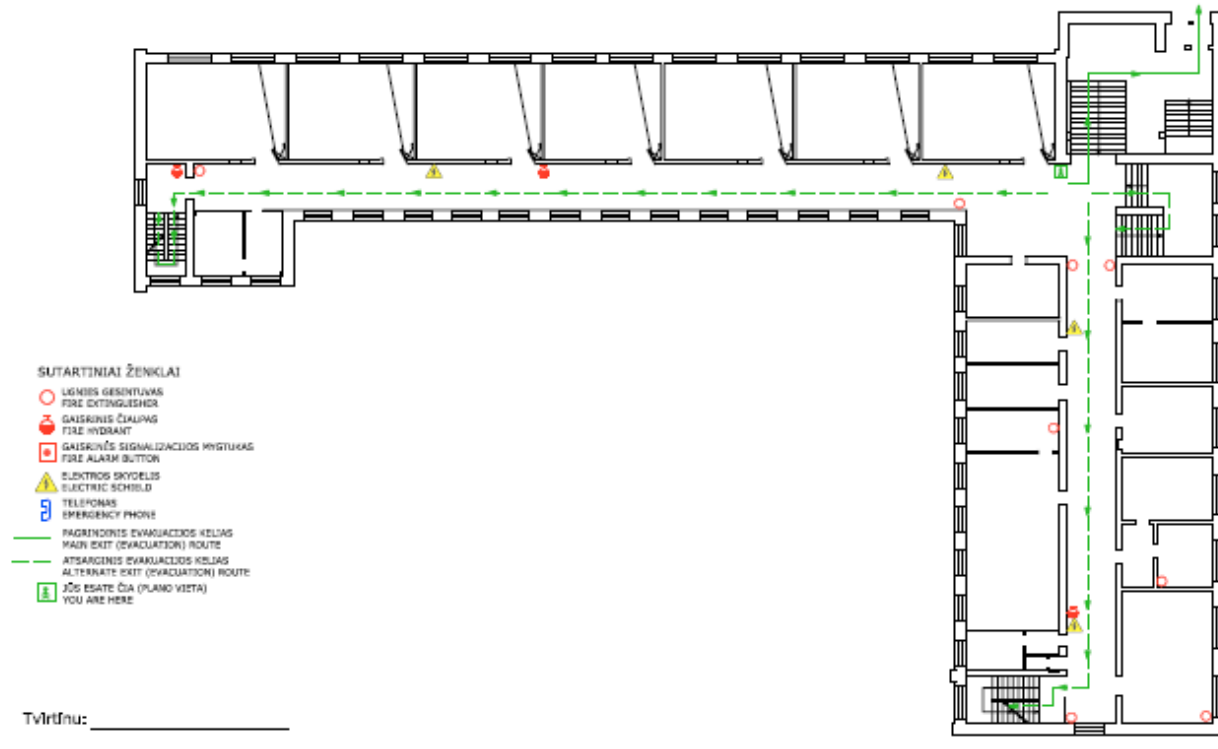 SUTARTINIAI ŽENKLAI
UGNIES GESINTUVAS
FIRE EXTINGUISHER
GAISRINIS ČIAUPAS
FIRE HYDRANT
GAISRINĖS SIGNALIZACIJOS MYGTUKAS
FIRE ALARM BUTTON
ELEKTROS SKYDELIS
ELECTRIC SCHIELD
TELEFONAS
EMERGENCY PHONE
PAGRINDINIS EVAKUACIJOS KELIAS
MAIN EXIT (EVACUATION) ROUTE
ATSARGINIS EVAKUACIJOS KELIAS
ALTERNATE EXIT (EVACUATION) ROUTE
JŪS ESATE ČIA (PLANO VIETA)
YOU ARE HERE
Tvirtinu: